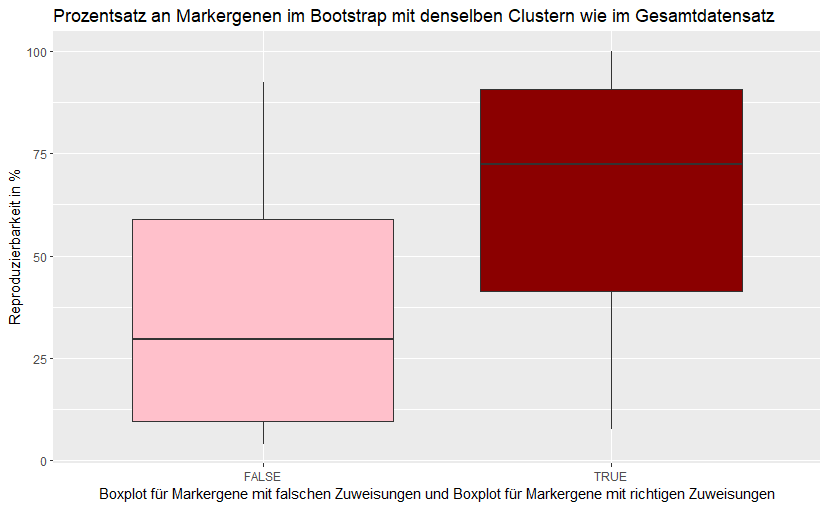 Prozentsatz an Markergenen im Bootstrap mit denselben Clustern wie im Gesamtdatensatz
Reproduzierbarkeit in %
100
75
50
25
0
FALSE
TRUE
Boxplot für Markergene mit falschen Zuweisungen und Boxplot für Markergene mit richtigen Zuweisungen